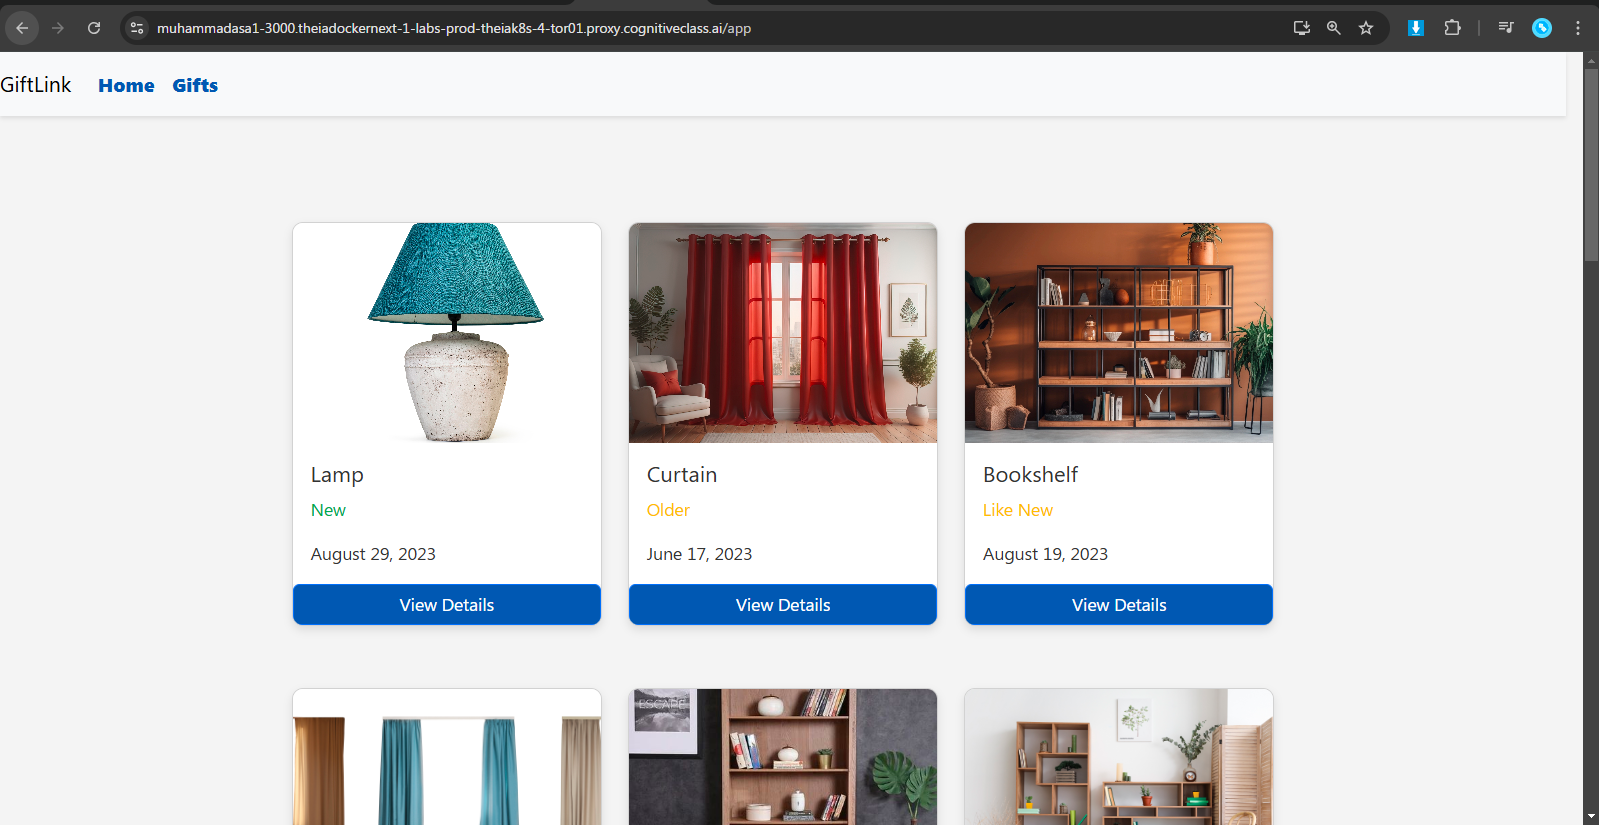 muhammadasa1-3000.theiadockernext-1-labs-prod-theiak8s-4-tor01.proxy.cognitiveclass.ai/app
GiftLink Home Gifts
Lamp
New
August 29, 2023
View Details
Curtain
Older
June 17, 2023
View Details
Bookshelf
Like New
August 19, 2023
View Details
ESCAPE